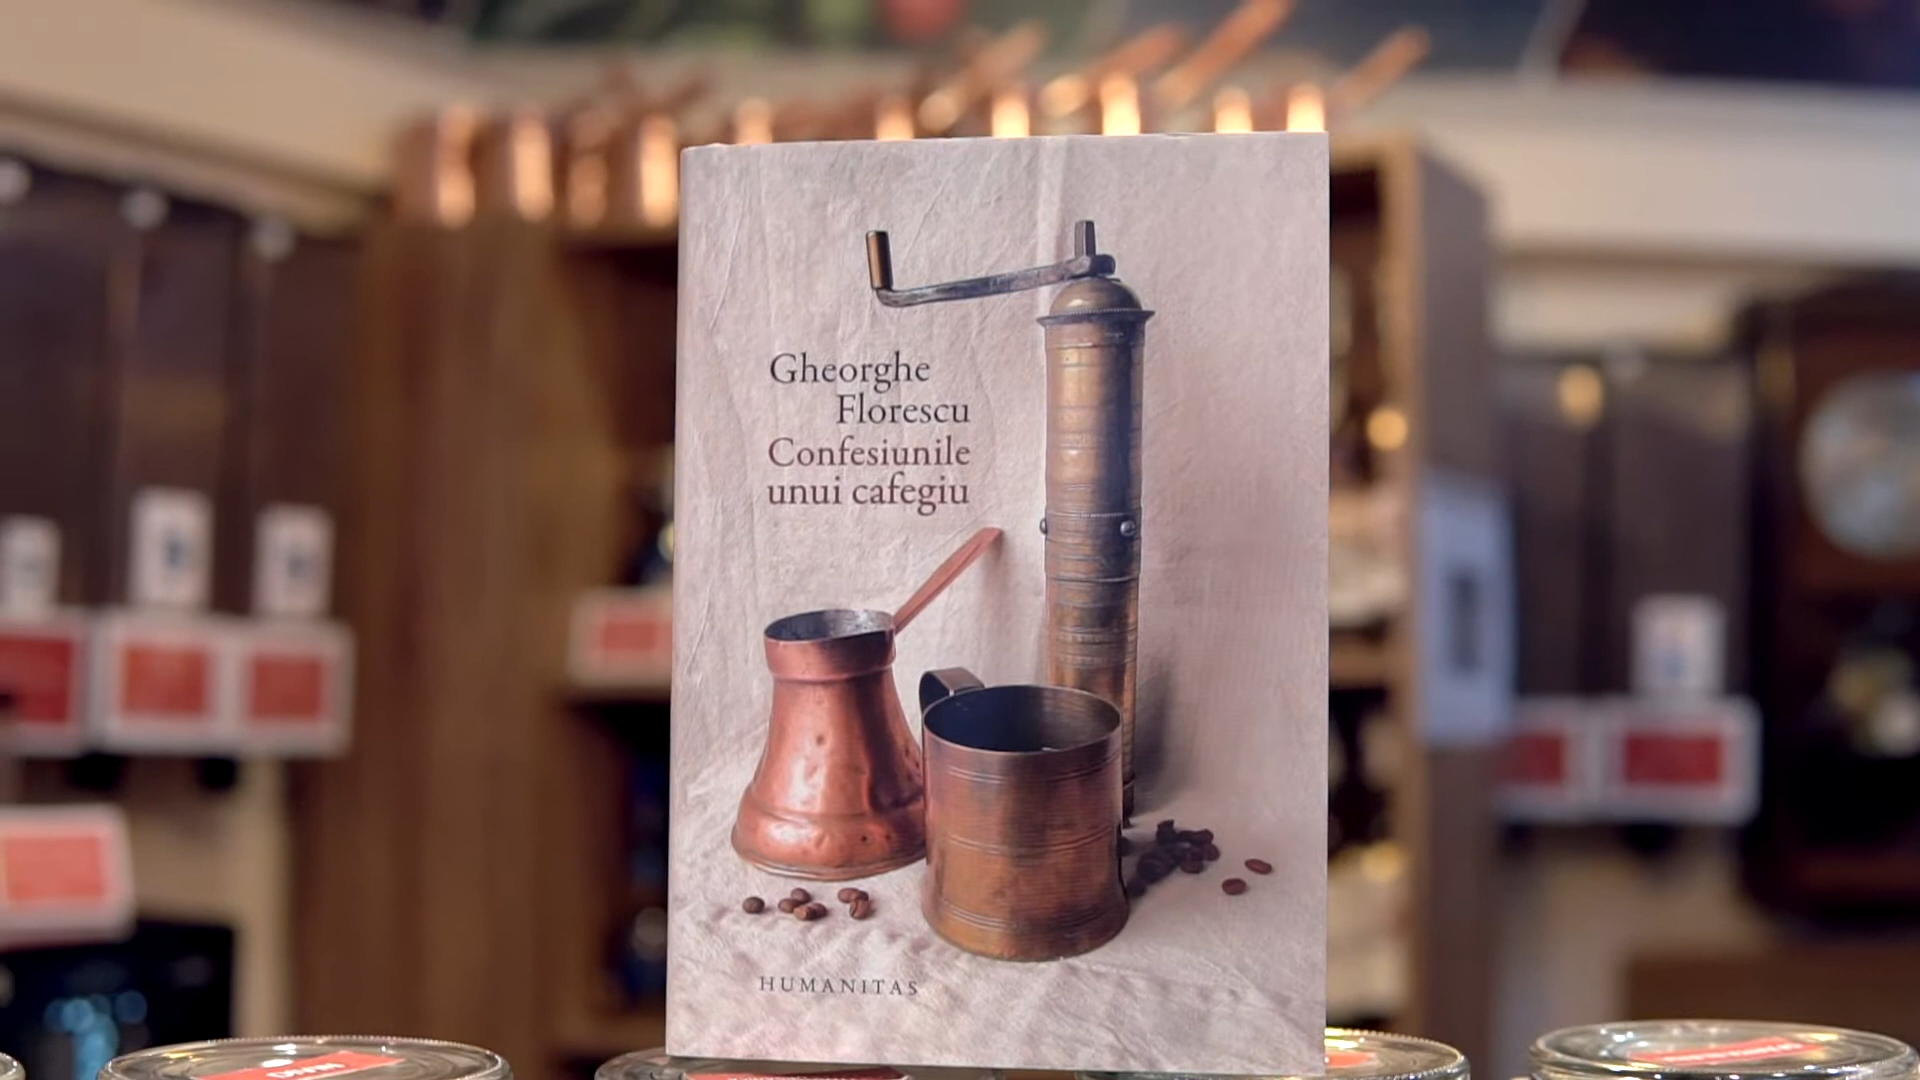 Gheorghe
Florescu
Confesiunile
unui cafegiu
HUMANITAS